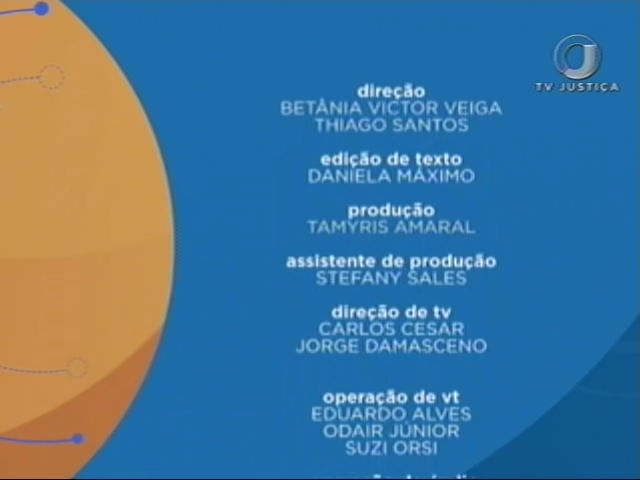 TV JUSTIÇA
direção
BETÂNIA VICTOR VEIGA
THIAGO SANTOS
edição de texto
DANIELA MÁXIMO
produção
TAMYRIS AMARAL
assistente de produção
STEFANY SALES
direção de tv
CARLOS CESAR
JORGE DAMASCENO
operação de vt
EDUARDO ALVES
ODAIR JÚNIOR
SUZI ORSI